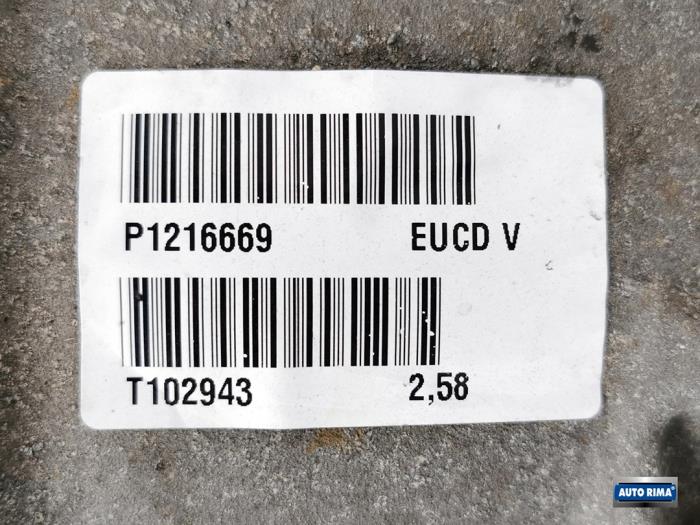 P1216669 EUCD V
T102943 2,58
AUTO RIMA